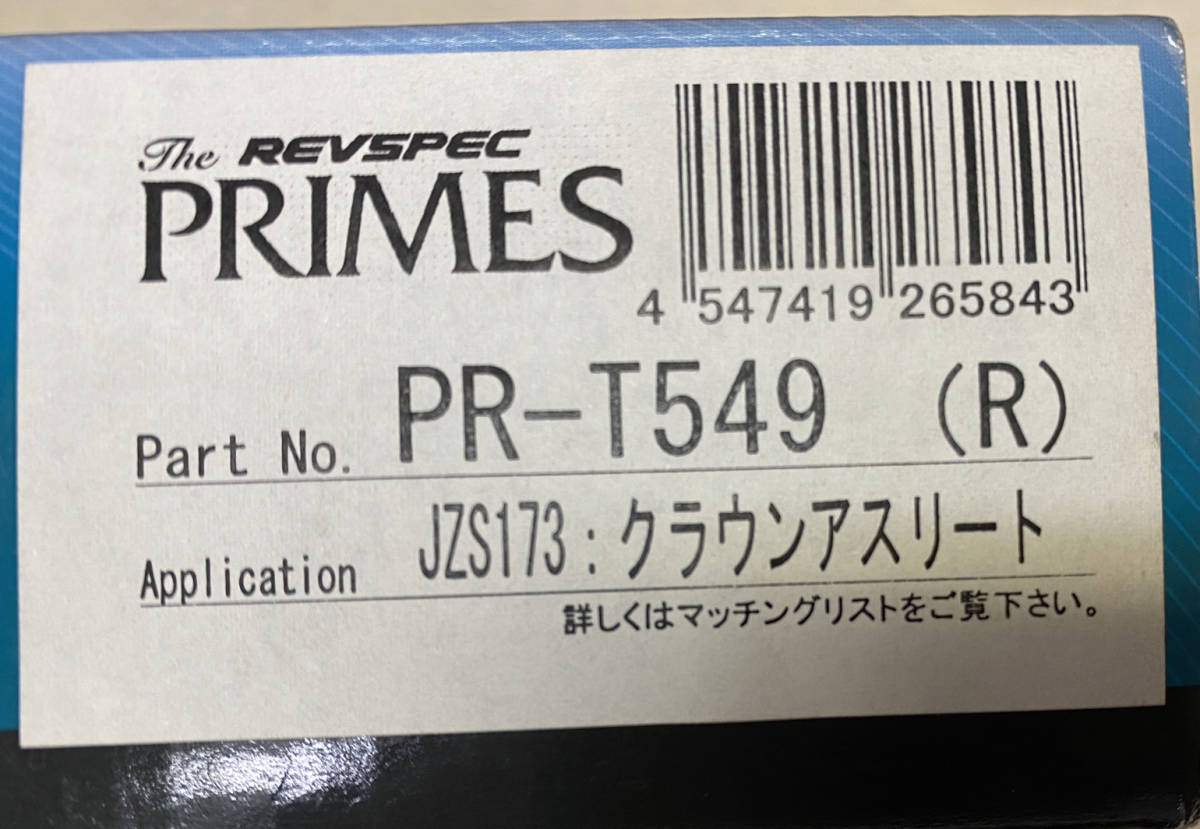 The REVSPEC
PRIMES
4 547419 265843
Part No. PR-T549 (R)
Application JZS173:クラウンアスリート
詳しくはマッチングリストをご覧下さい。